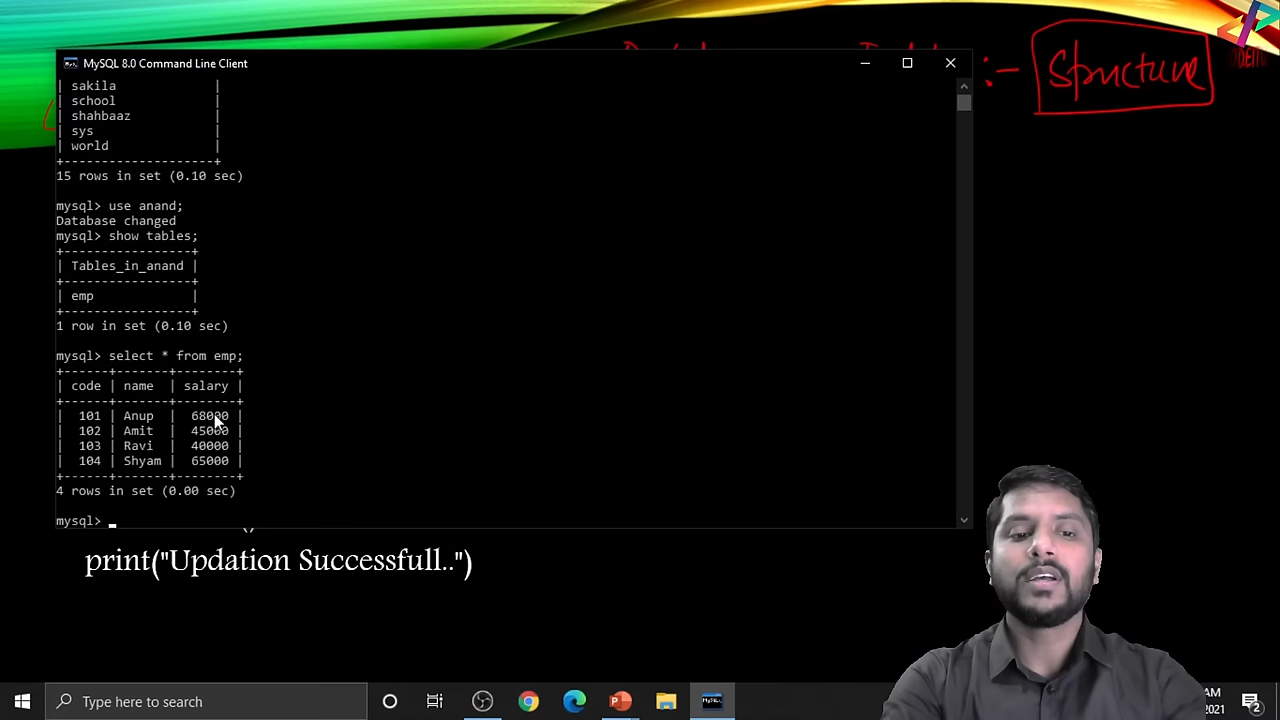 :- Structure
MySQL 8.0 Command Line Client
| sakila |
| school |
| shahbaaz |
| sys |
| world |
+--------------------+
15 rows in set (0.10 sec)
mysql> use anand;
Database changed
mysql> show tables;
+-----------------+
| Tables_in_anand |
+-----------------+
| emp |
+-----------------+
1 row in set (0.10 sec)
mysql> select * from emp;
+------+-------+--------+
| code | name | salary |
+------+-------+--------+
| 101 | Anup | 68000 |
| 102 | Amit | 45000 |
| 103 | Ravi | 40000 |
| 104 | Shyam | 65000 |
+------+-------+--------+
4 rows in set (0.00 sec)
mysql>
print("Updation Successfull..")
Type here to search
AM
2021
2